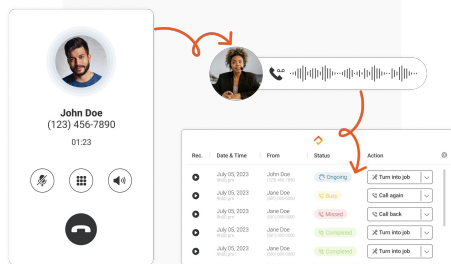 John Doe
(123) 456-7890
01:23
Rec. Date & Time From Status Action
July 05, 2023 John Doe Ongoing Turn into job
July 05, 2023 Jane Doe Busy Call again
July 05, 2023 Jane Doe Missed Call back
July 05, 2023 Jane Doe Completed Turn into job
July 05, 2023 Jane Doe Completed Turn into job